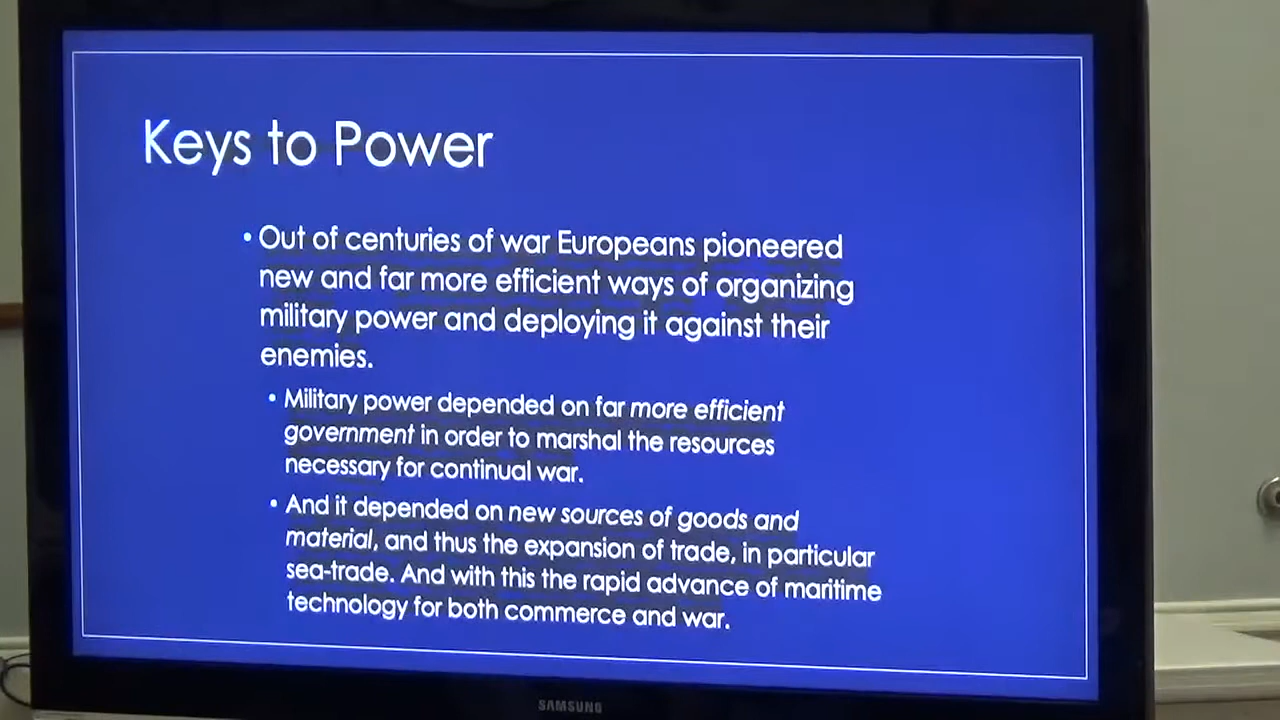 Keys to Power
• Out of centuries of war Europeans pioneered
new and far more efficient ways of organizing
military power and deploying it against their
enemies.
• Military power depended on far more efficient
government in order to marshal the resources
necessary for continual war.
• And it depended on new sources of goods and
material, and thus the expansion of trade, in particular
sea-trade. And with this the rapid advance of maritime
technology for both commerce and war.
SAMSUNG